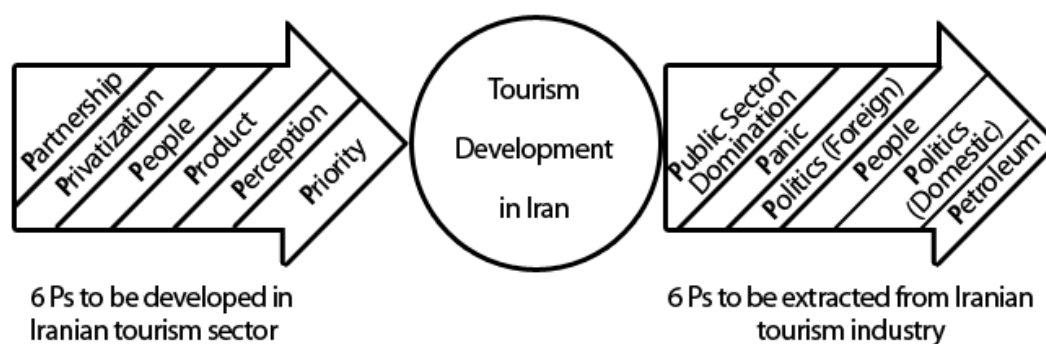 Partnership
Privatization
People
Product
Perception
Priority
Tourism
Development
in Iran
Public Sector
Domination
Panic
Politics (Foreign)
People
Politics
(Domestic)
Petroleum
6 Ps to be developed in
Iranian tourism sector
6 Ps to be extracted from Iranian
tourism industry